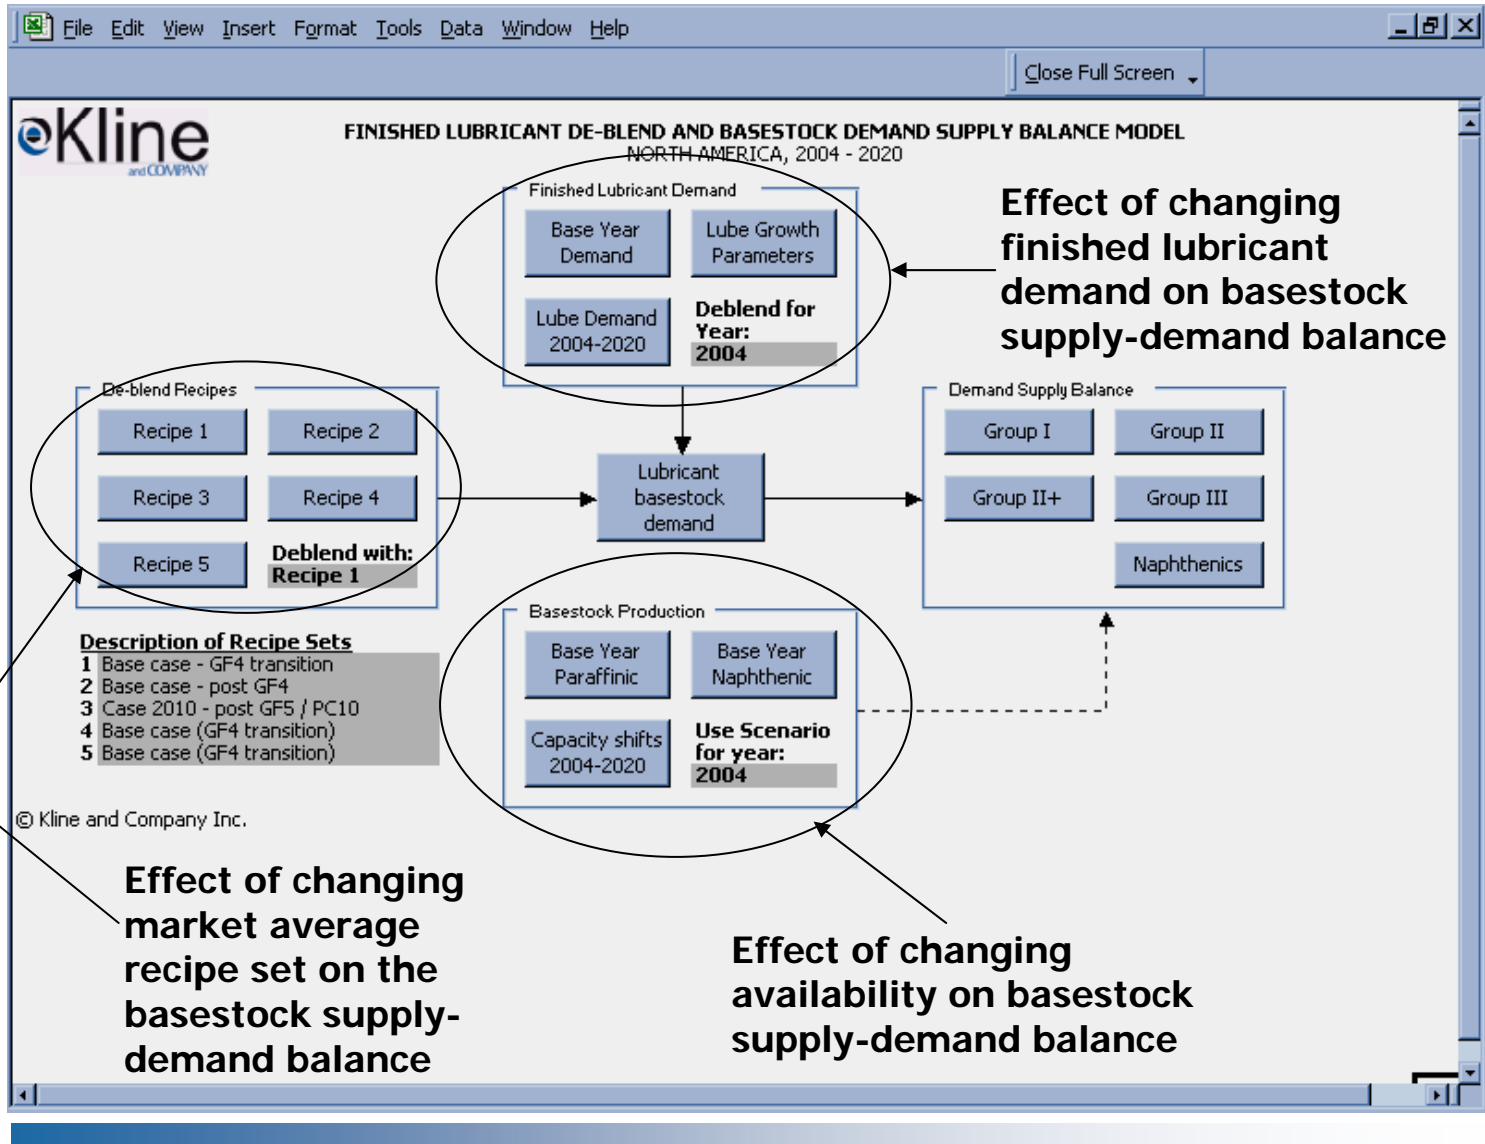 File Edit View Insert Format Tools Data Window Help
Close Full Screen
eKline
and COMPANY
FINISHED LUBRICANT DE-BLEND AND BASESTOCK DEMAND SUPPLY BALANCE MODEL
NORTH AMERICA, 2004 - 2020
Finished Lubricant Demand
Base Year
Demand
Lube Growth
Parameters
Lube Demand
2004-2020
Deblend for
Year:
2004
Effect of changing
finished lubricant
demand on basestock
supply-demand balance
De-blend Recipes
Recipe 1
Recipe 2
Recipe 3
Recipe 4
Recipe 5
Deblend with:
Recipe 1
Lubricant
basestock
demand
Demand Supply Balance
Group I
Group II
Group II+
Group III
Naphthenics
Description of Recipe Sets
1 Base case - GF4 transition
2 Base case - post GF4
3 Case 2010 - post GF5 / PC10
4 Base case (GF4 transition)
5 Base case (GF4 transition)
Basestock Production
Base Year
Paraffinic
Base Year
Naphthenic
Capacity shifts
2004-2020
Use Scenario
for year:
2004
© Kline and Company Inc.
Effect of changing
market average
recipe set on the
basestock supply-
demand balance
Effect of changing
availability on basestock
supply-demand balance